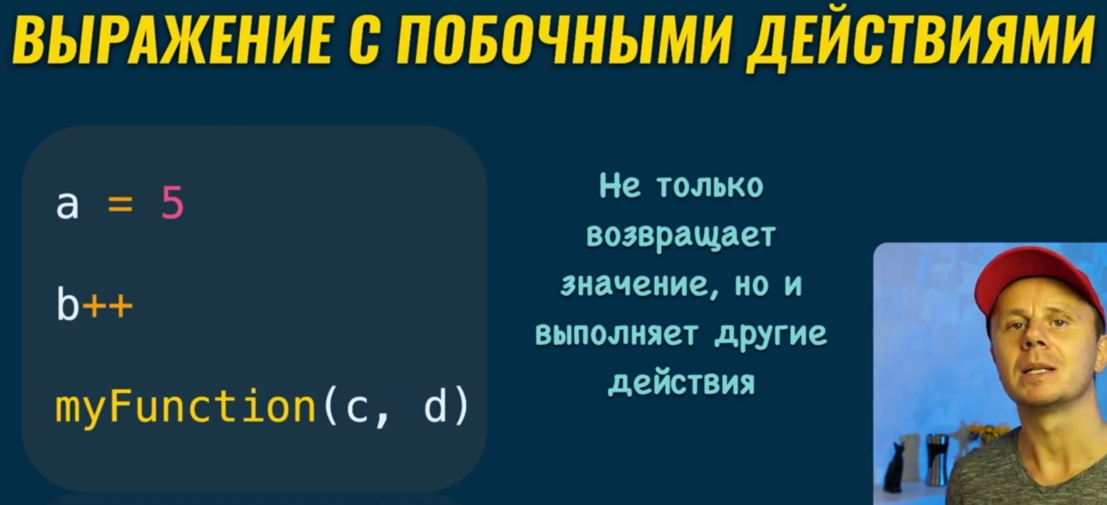 ВЫРАЖЕНИЕ С ПОБОЧНЫМИ ДЕЙСТВИЯМИ
a = 5
b++
myFunction(c, d)
Не только
возвращает
значение, но и
выполняет другие
действия